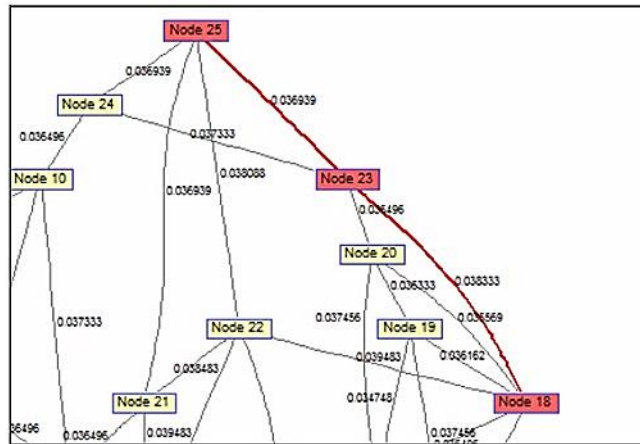 Node 25
0.036939
0.036939
Node 24
0.036496
0.037333
0.036939
0.038088
Node 10
Node 23
0.036496
Node 20
0.036333
0.038333
0.037333
0.037456
0.036569
Node 22
Node 19
0.039483
0.036162
0.038483
0.034748
Node 21
Node 18
0.036496
0.039483
0.037456